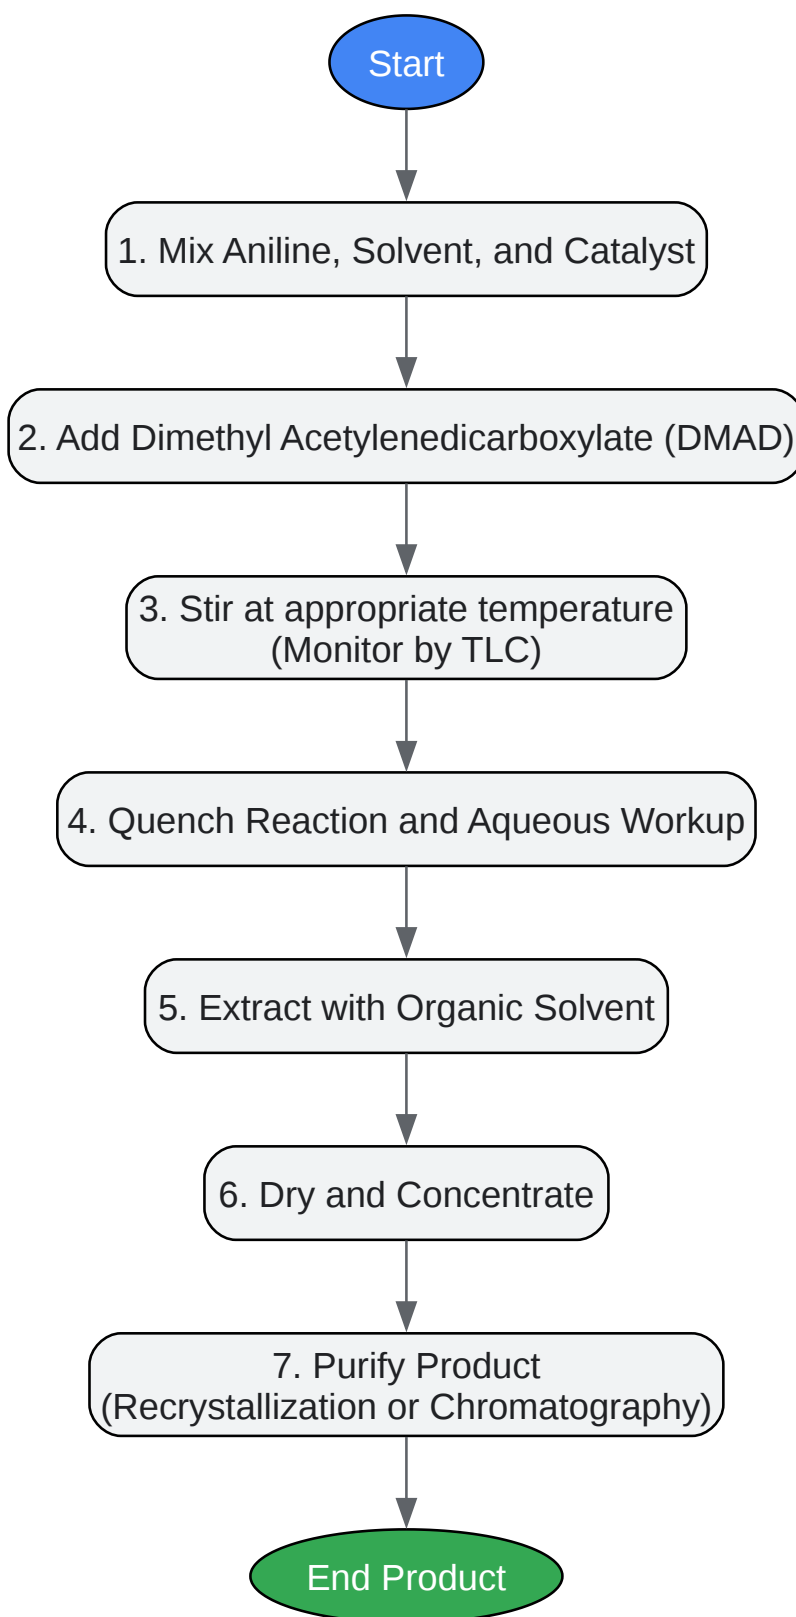 Start
1. Mix Aniline, Solvent, and Catalyst
2. Add Dimethyl Acetylenedicarboxylate (DMAD)
3. Stir at appropriate temperature
(Monitor by TLC)
4. Quench Reaction and Aqueous Workup
5. Extract with Organic Solvent
6. Dry and Concentrate
7. Purify Product
(Recrystallization or Chromatography)
End Product